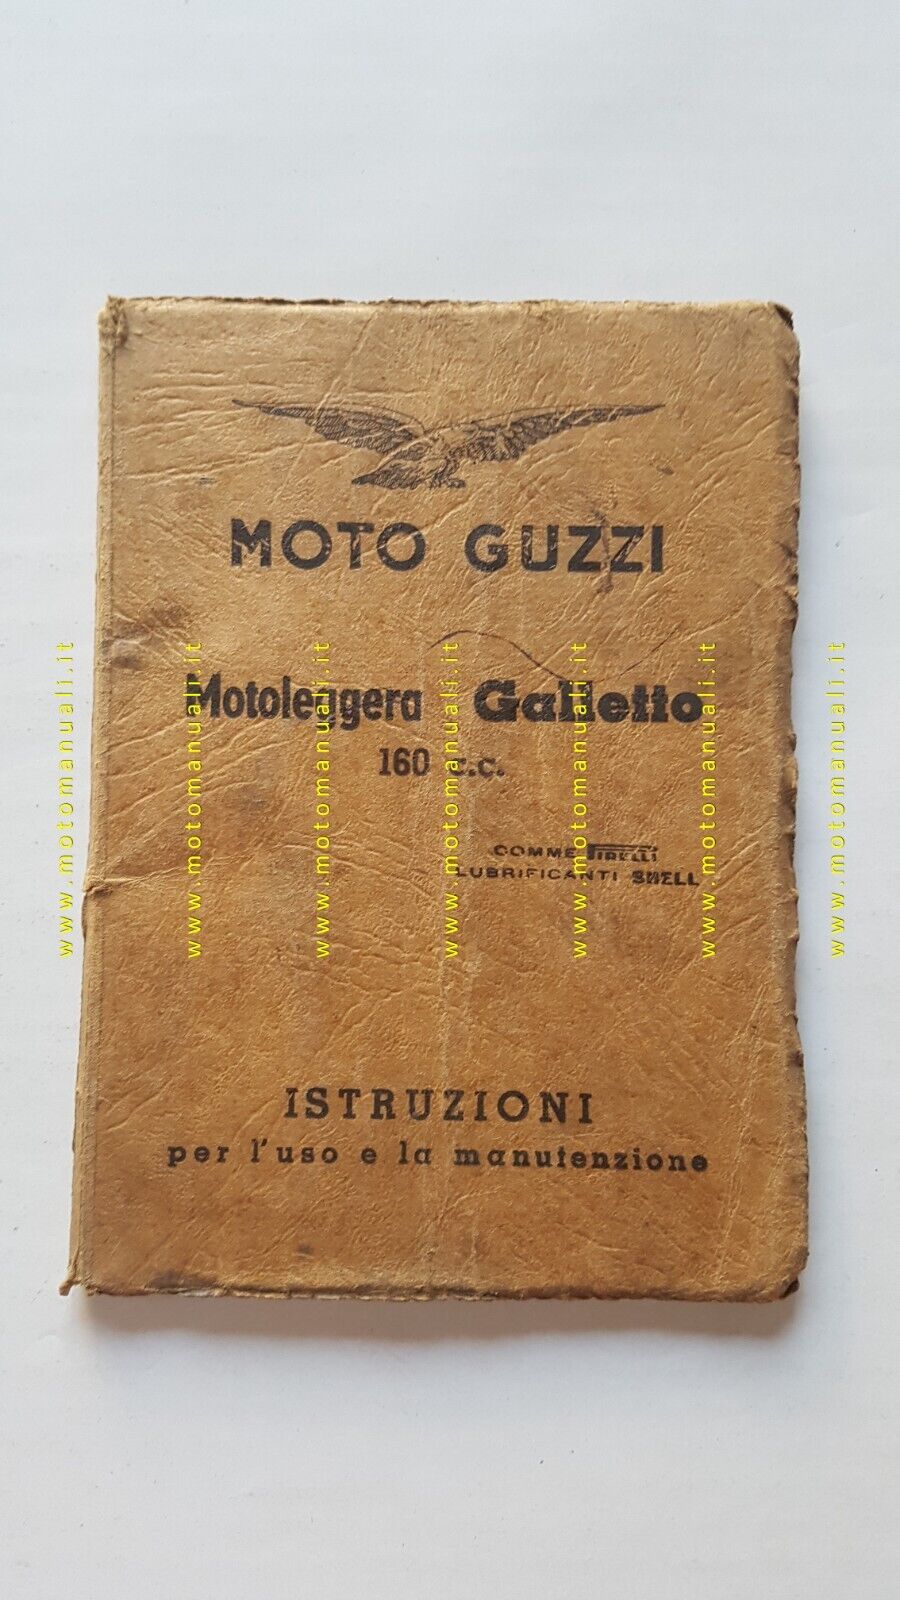 MOTO GUZZI
Motoleggera Galletto
160 c.c.
GOMME PIRELLI
LUBRIFICANTI SHELL
ISTRUZIONI
per l'uso e la manutenzione
www.motomanuali.it
www.motomanuali.it
www.motomanuali.it
www.motomanuali.it
www.motomanuali.it
www.motomanuali.it
www.motomanuali.it